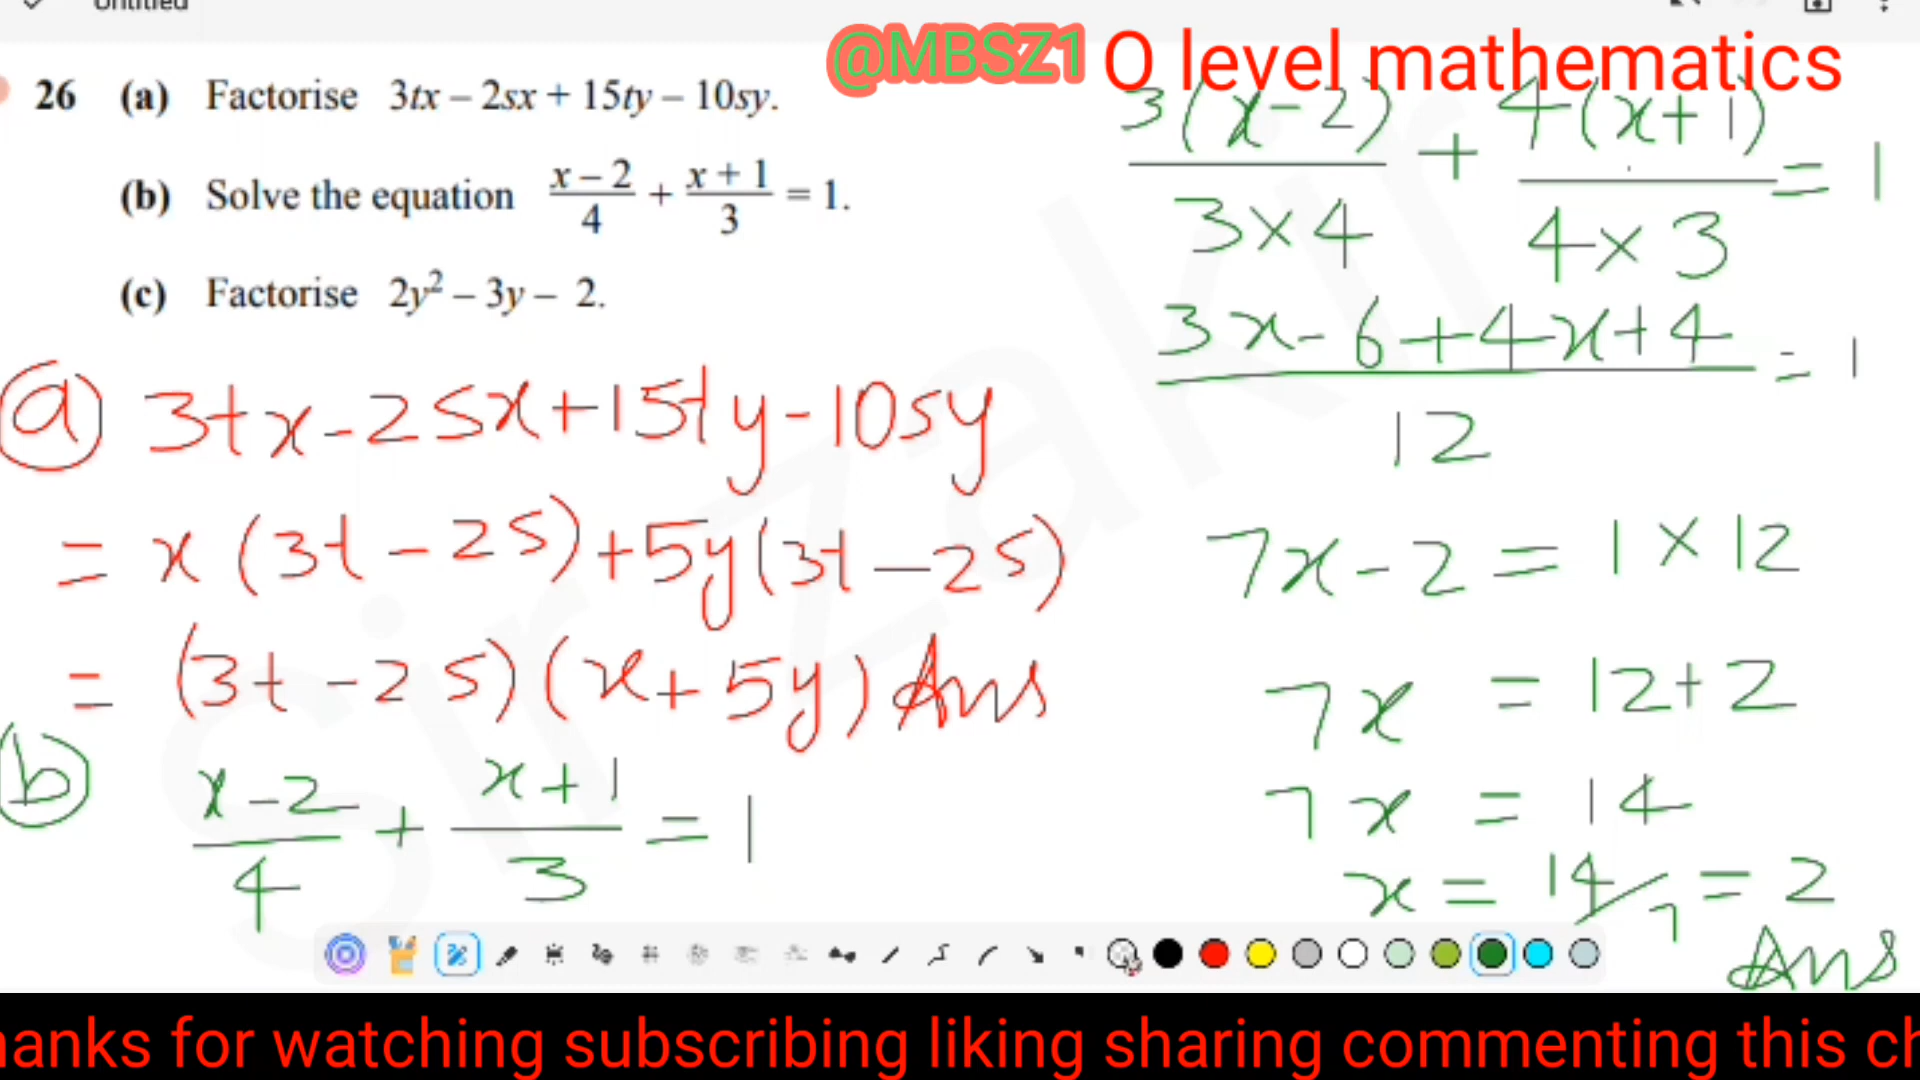 Untitled
@MBSZ1 O level mathematics
26 (a) Factorise 3tx – 2sx + 15ty – 10sy.
(b) Solve the equation (x – 2)/4 + (x + 1)/3 = 1.
(c) Factorise 2y² – 3y – 2.
(a) 3tx - 2sx + 15ty - 10sy
= x (3t - 2s) + 5y (3t - 2s)
= (3t - 2s) (x + 5y) Ans
(b) (x - 2)/4 + (x + 1)/3 = 1
3(x - 2)/(3 × 4) + 4(x + 1)/(4 × 3) = 1
(3x - 6 + 4x + 4)/12 = 1
7x - 2 = 1 × 12
7x = 12 + 2
7x = 14
x = 14/7 = 2
Ans
Sir Zakir
hanks for watching subscribing liking sharing commenting this ch